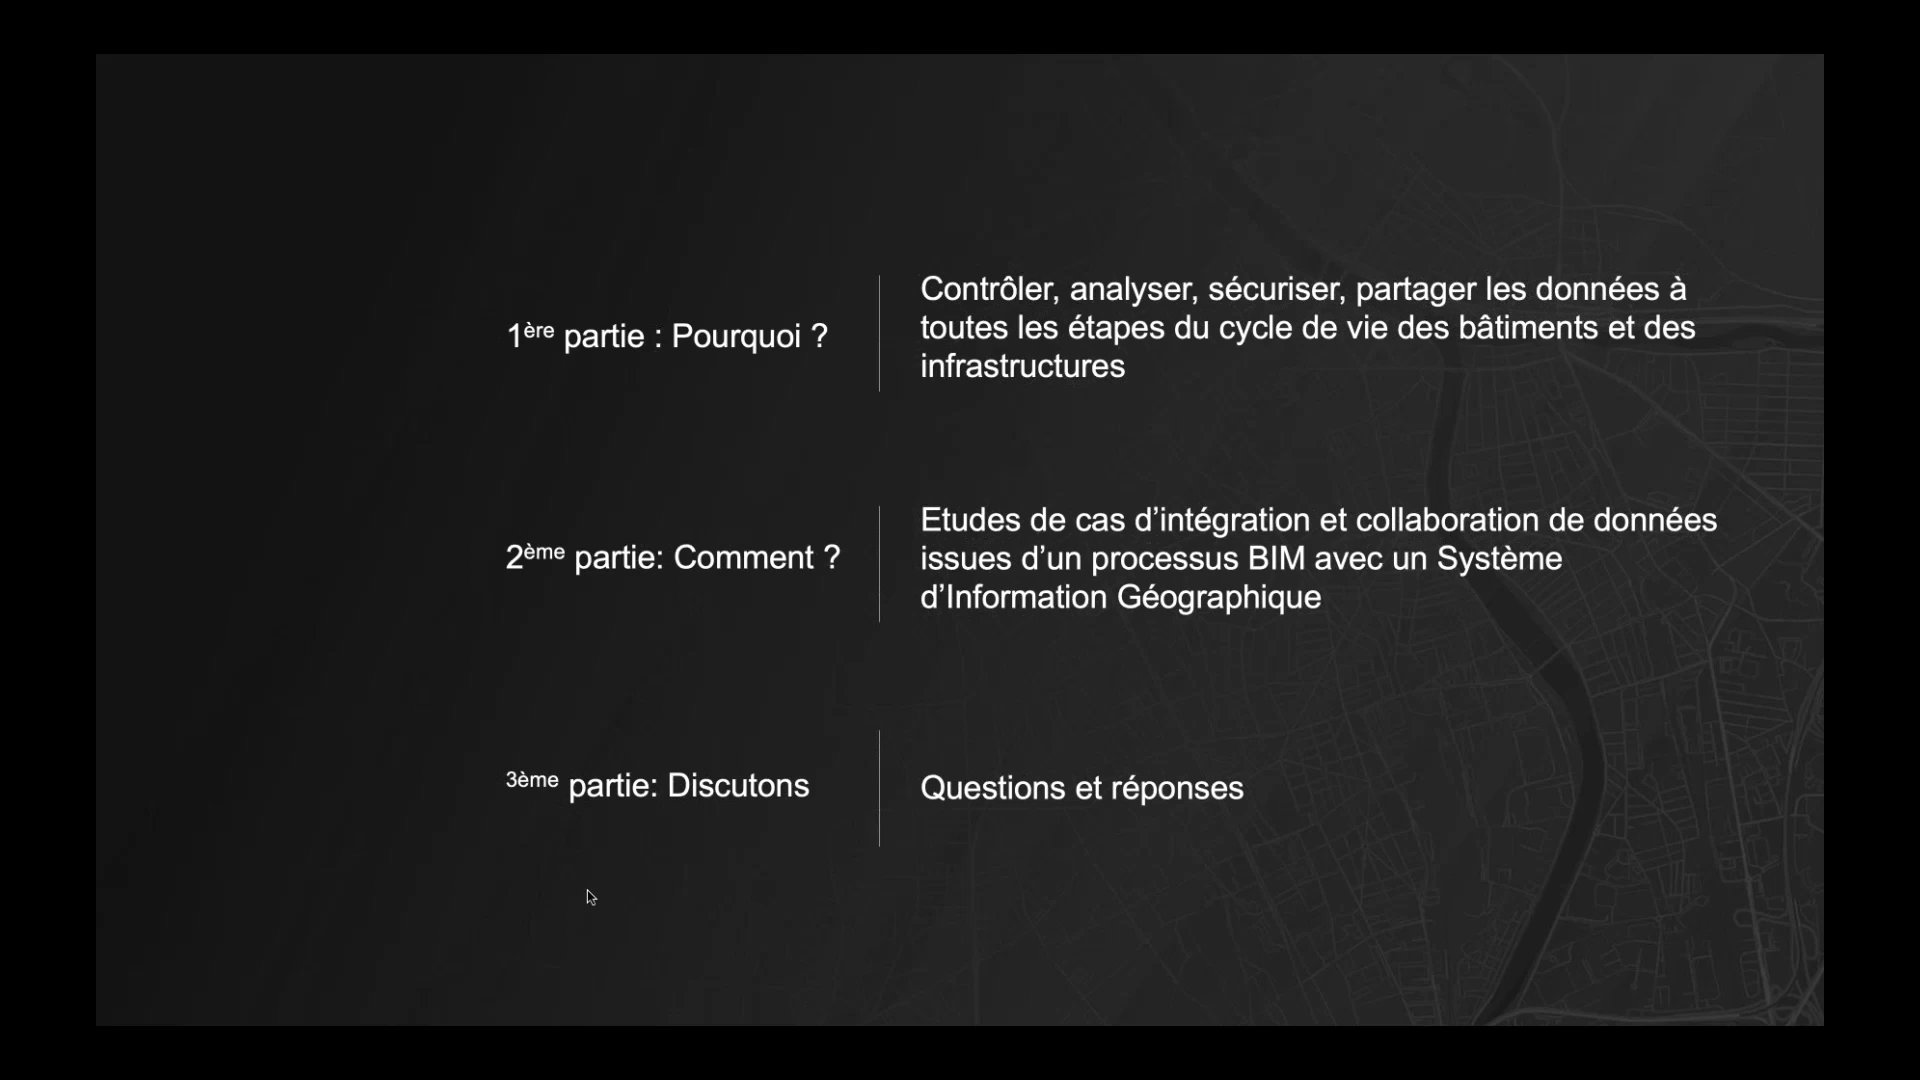 1ère partie : Pourquoi ?
Contrôler, analyser, sécuriser, partager les données à
toutes les étapes du cycle de vie des bâtiments et des
infrastructures
2ème partie: Comment ?
Etudes de cas d’intégration et collaboration de données
issues d’un processus BIM avec un Système
d’Information Géographique
3ème partie: Discutons
Questions et réponses